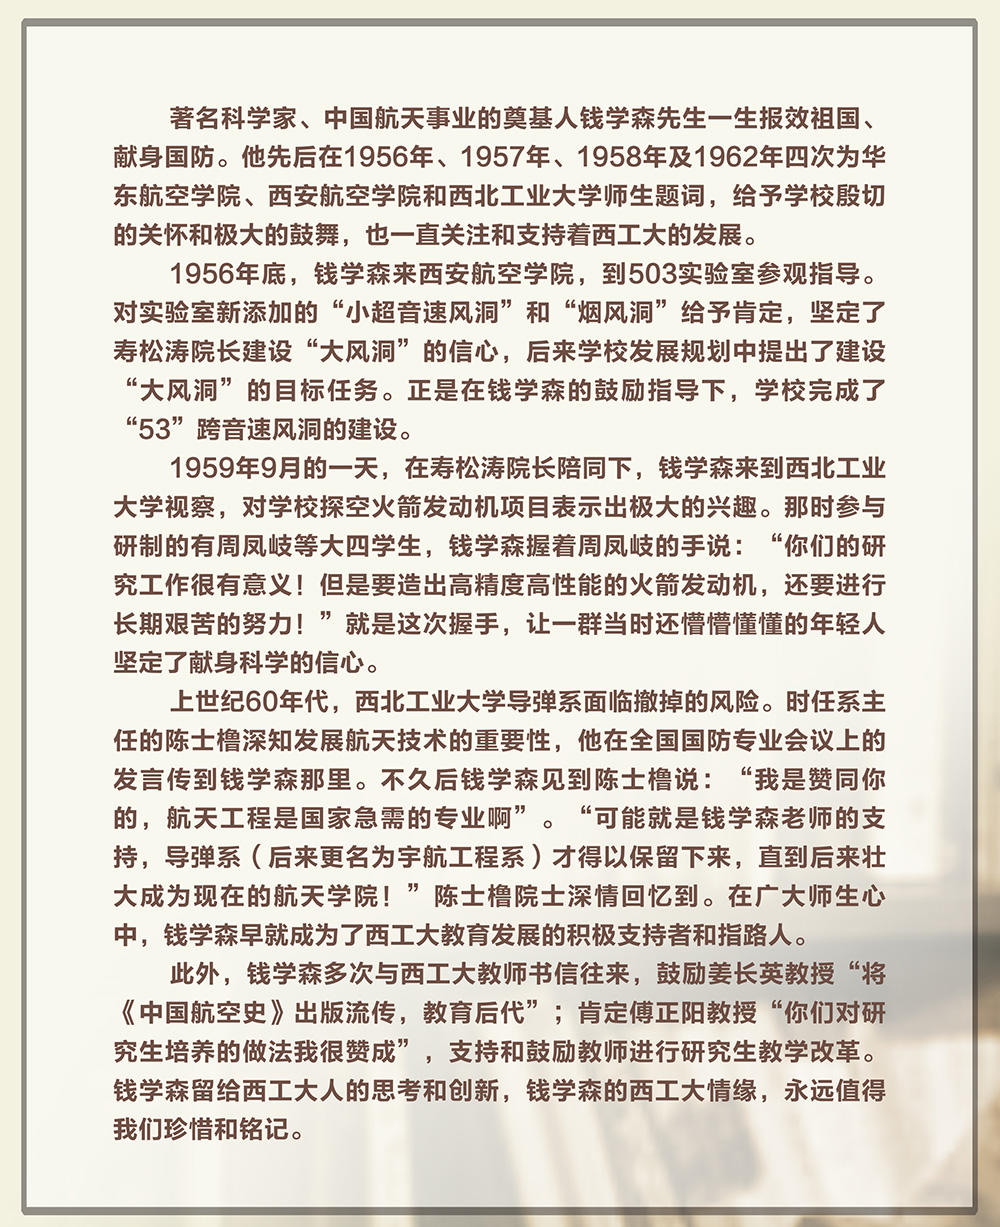 著名科学家、中国航天事业的奠基人钱学森先生一生报效祖国、
献身国防。他先后在1956年、1957年、1958年及1962年四次为华
东航空学院、西安航空学院和西北工业大学师生题词，给予学校殷切
的关怀和极大的鼓舞，也一直关注和支持着西工大的发展。
1956年底，钱学森来西安航空学院，到503实验室参观指导。
对实验室新添加的“小超音速风洞”和“烟风洞”给予肯定，坚定了
寿松涛院长建设“大风洞”的信心，后来学校发展规划中提出了建设
“大风洞”的目标任务。正是在钱学森的鼓励指导下，学校完成了
“53”跨音速风洞的建设。
1959年9月的一天，在寿松涛院长陪同下，钱学森来到西北工业
大学视察，对学校探空火箭发动机项目表示出极大的兴趣。那时参与
研制的有周凤岐等大四学生，钱学森握着周凤岐的手说：“你们的研
究工作很有意义！但是要造出高精度高性能的火箭发动机，还要进行
长期艰苦的努力！”就是这次握手，让一群当时还懵懵懂懂的年轻人
坚定了献身科学的信心。
上世纪60年代，西北工业大学导弹系面临撤掉的风险。时任系主
任的陈士橹深知发展航天技术的重要性，他在全国国防专业会议上的
发言传到钱学森那里。不久后钱学森见到陈士橹说：“我是赞同你
的，航天工程是国家急需的专业啊”。“可能就是钱学森老师的支
持，导弹系（后来更名为宇航工程系）才得以保留下来，直到后来壮
大成为现在的航天学院！”陈士橹院士深情回忆到。在广大师生心
中，钱学森早就成为了西工大教育发展的积极支持者和指路人。
此外，钱学森多次与西工大教师书信往来，鼓励姜长英教授“将
《中国航空史》出版流传，教育后代”；肯定傅正阳教授“你们对研
究生培养的做法我很赞成”，支持和鼓励教师进行研究生教学改革。
钱学森留给西工大人的思考和创新，钱学森的西工大情缘，永远值得
我们珍惜和铭记。